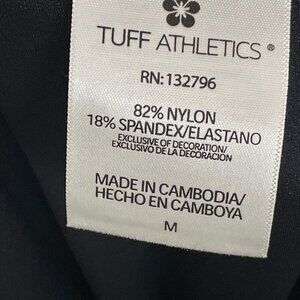 TUFF ATHLETICS®
RN:132796
82% NYLON
18% SPANDEX/ELASTANO
EXCLUSIVE OF DECORATION/
EXCLUSIVO DE LA DECORACION
MADE IN CAMBODIA/
HECHO EN CAMBOYA
M